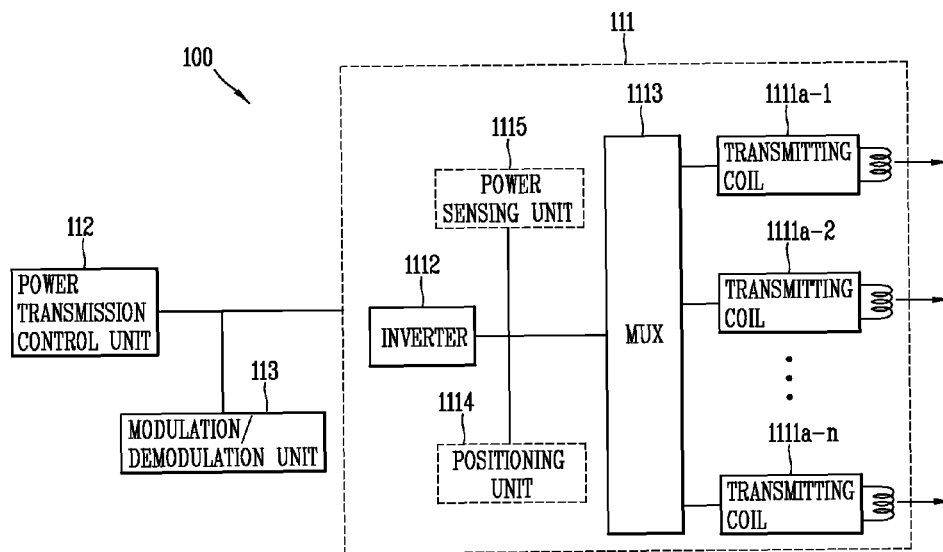 100
111
1113
1111a-1
TRANSMITTING
COIL
1115
POWER
SENSING UNIT
112
POWER
TRANSMISSION
CONTROL UNIT
1112
INVERTER
MUX
1111a-2
TRANSMITTING
COIL
113
MODULATION/
DEMODULATION UNIT
1114
POSITIONING
UNIT
1111a-n
TRANSMITTING
COIL